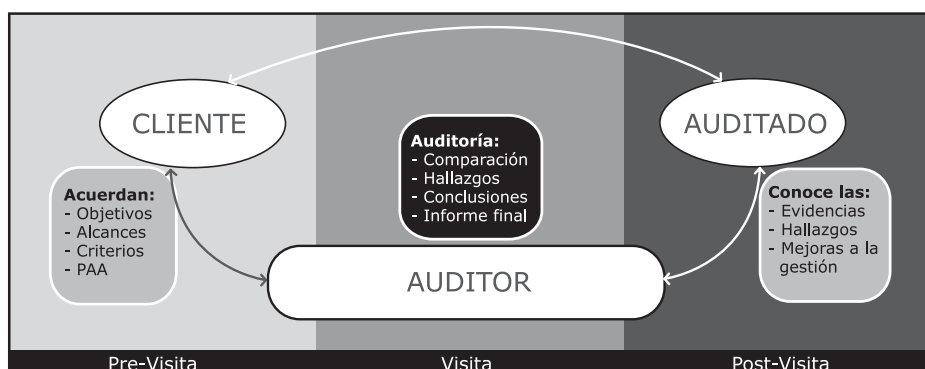 CLIENTE
AUDITADO
Auditoría:
- Comparación
- Hallazgos
- Conclusiones
- Informe final
Acuerdan:
- Objetivos
- Alcances
- Criterios
- PAA
Conoce las:
- Evidencias
- Hallazgos
- Mejoras a la
gestión
AUDITOR
Pre-Visita
Visita
Post-Visita